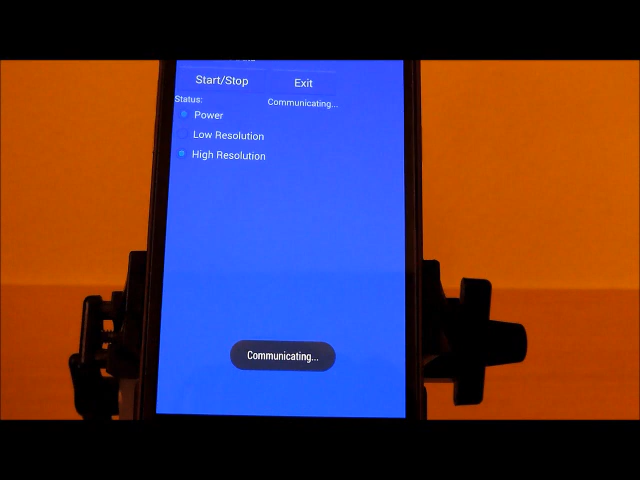 Start/Stop Exit
Status: Communicating...
Power
Low Resolution
High Resolution
Communicating...